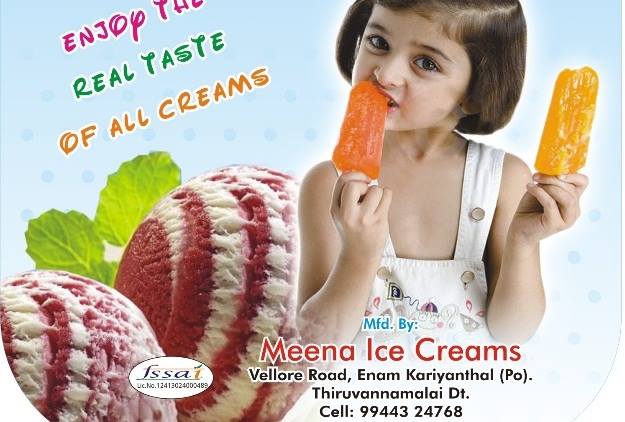 ENJOY THE
REAL TASTE
OF ALL CREAMS
Mfd. By:
Meena Ice Creams
Vellore Road, Enam Kariyanthal (Po).
Thiruvannamalai Dt.
Cell: 99443 24768
fssai
Lic.No.12413024000489